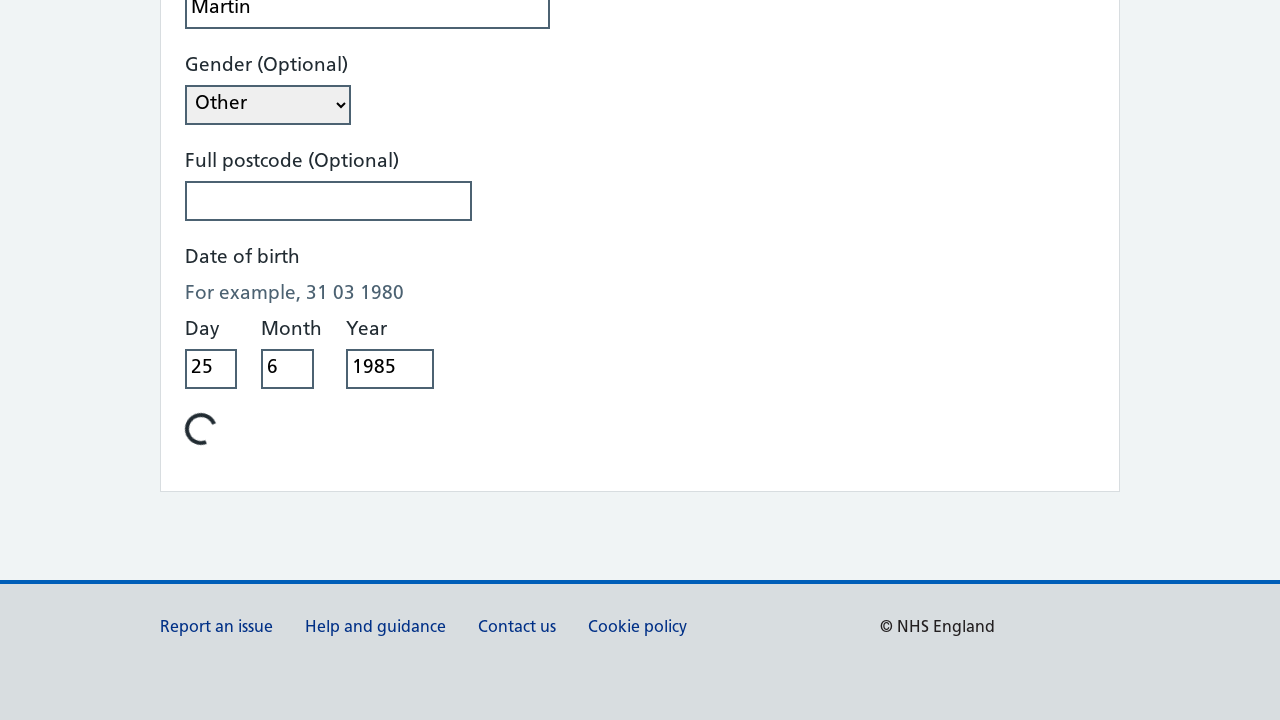 Martin
Gender (Optional)
Other
Full postcode (Optional)
Date of birth
For example, 31 03 1980
Day Month Year
25 6 1985
Report an issue Help and guidance Contact us Cookie policy © NHS England